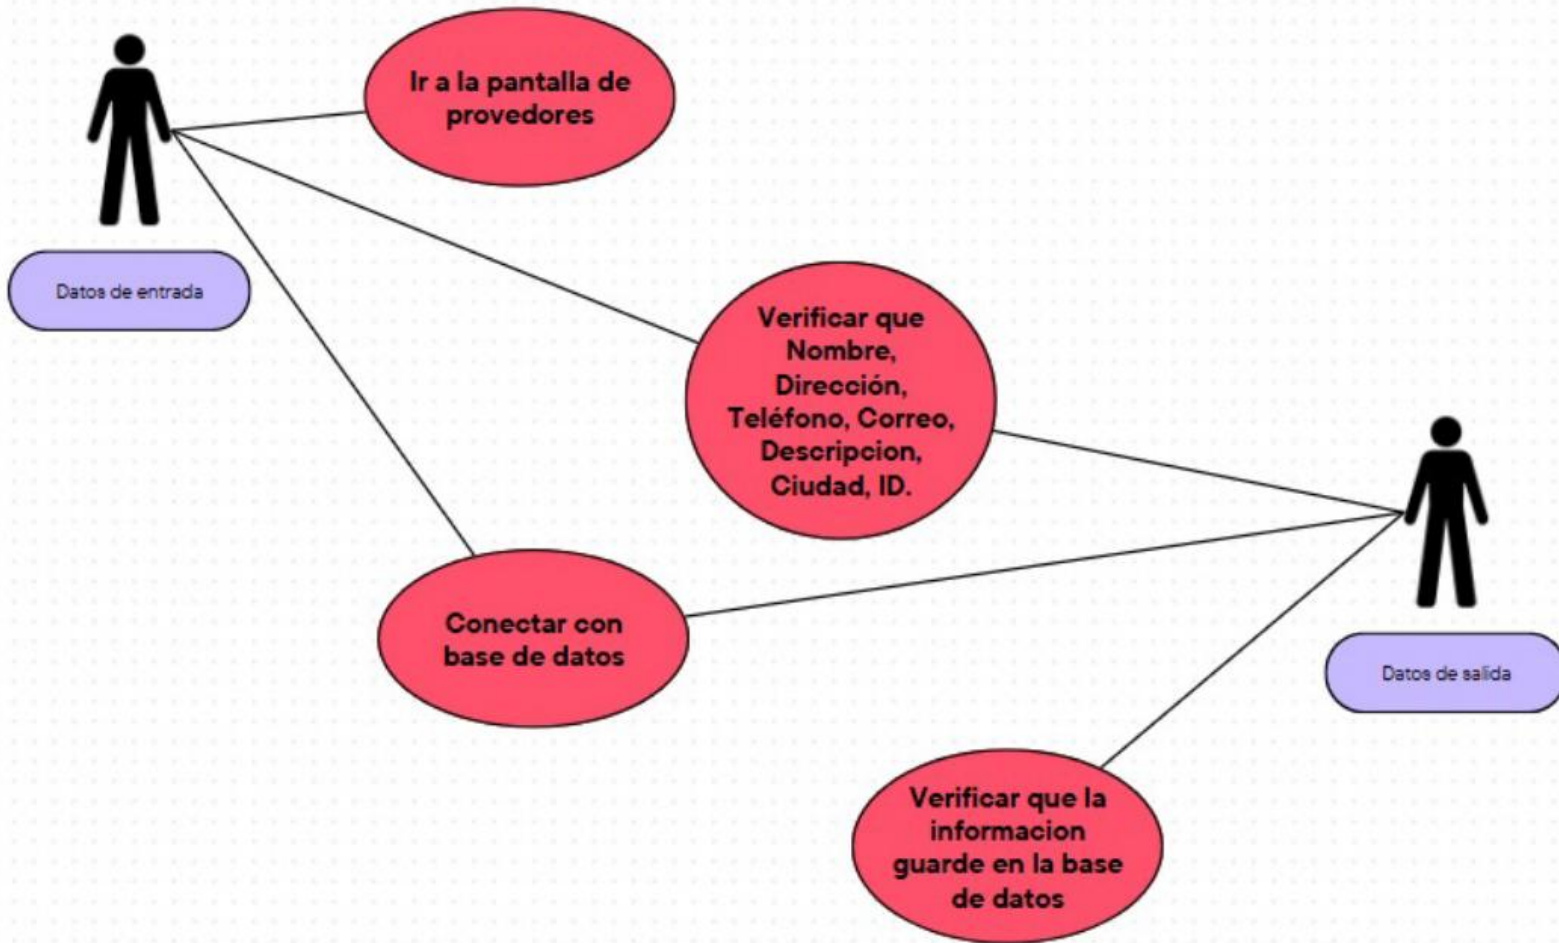 Ir a la pantalla de
provedores
Datos de entrada
Verificar que
Nombre,
Dirección,
Teléfono, Correo,
Descripcion,
Ciudad, ID.
Conectar con
base de datos
Datos de salida
Verificar que la
informacion
guarde en la base
de datos